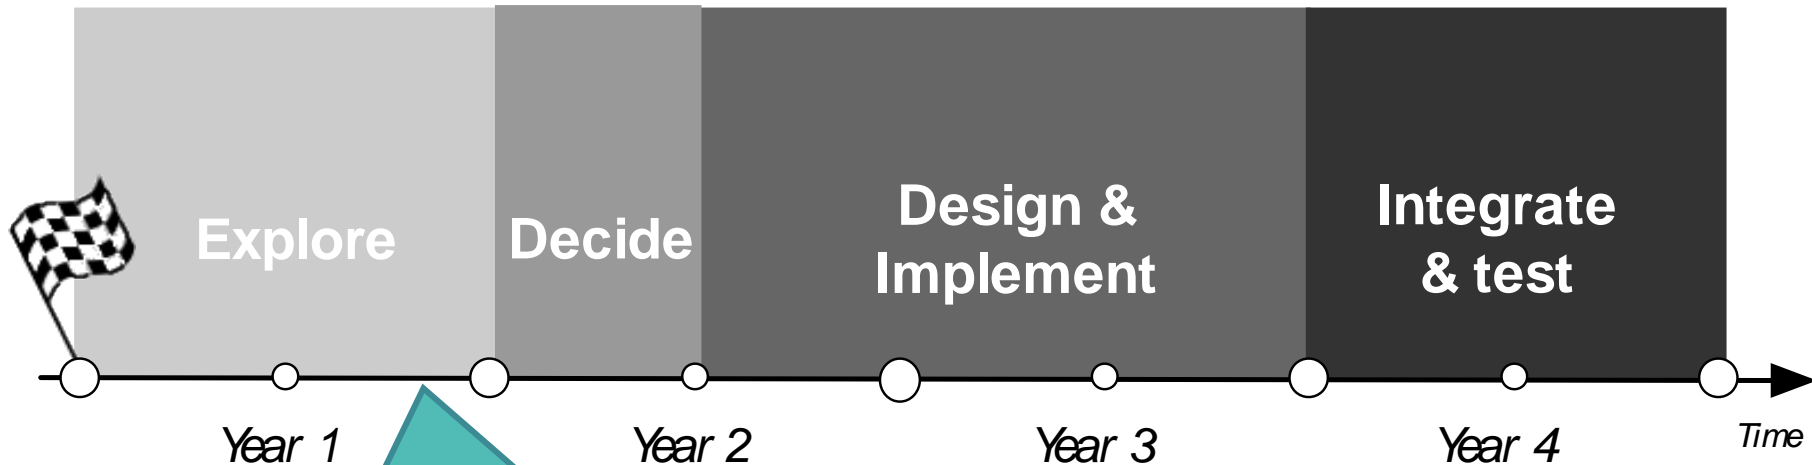 Explore
Decide
Design &
Implement
Integrate
& test
Year 1
Year 2
Year 3
Year 4
Time